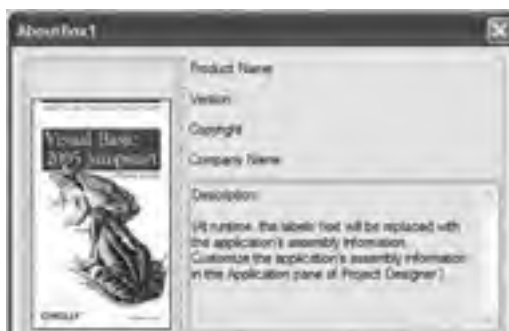 AboutBox1
Product Name
Version
Copyright
Company Name
Visual Basic
2005 Jumpstart
O'REILLY
Description:
(At runtime, the labels' text will be replaced with
the application's assembly information.
Customize the application's assembly information
in the Application pane of Project Designer.)